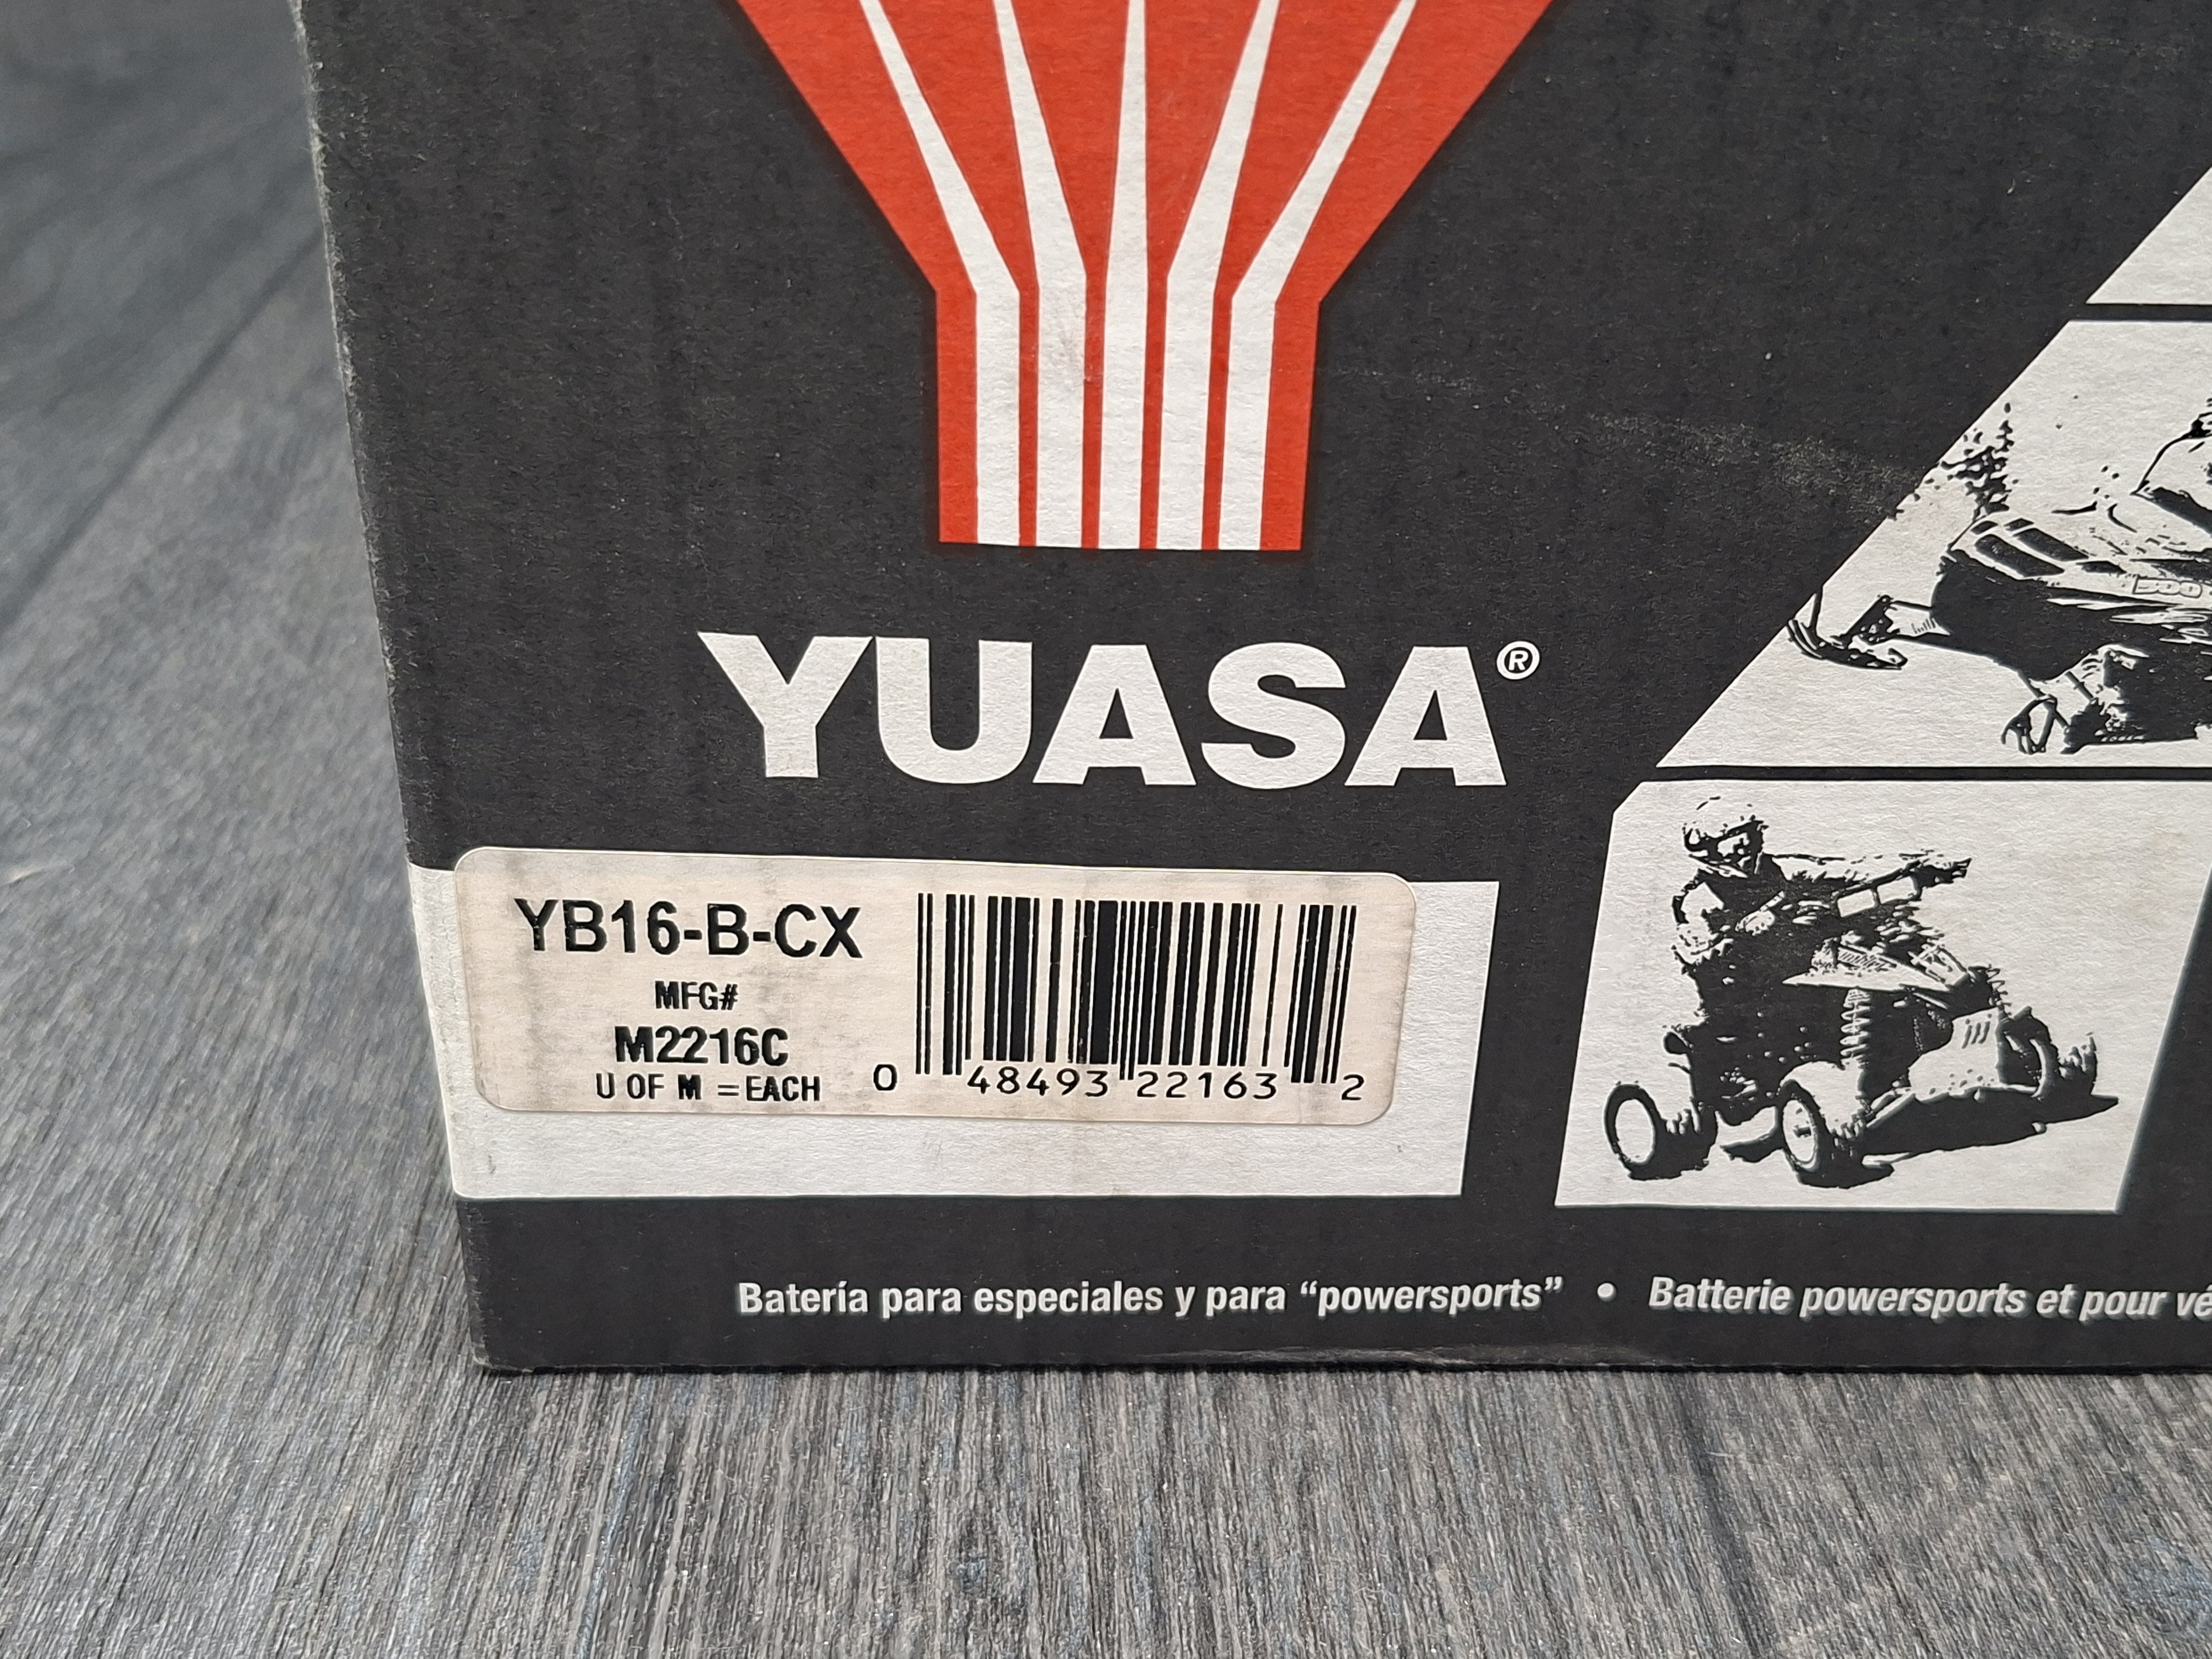 YUASA®
YB16-B-CX
MFG#
M2216C
U OF M =EACH
0 48493 22163 2
Batería para especiales y para “powersports” • Batterie powersports et pour
500